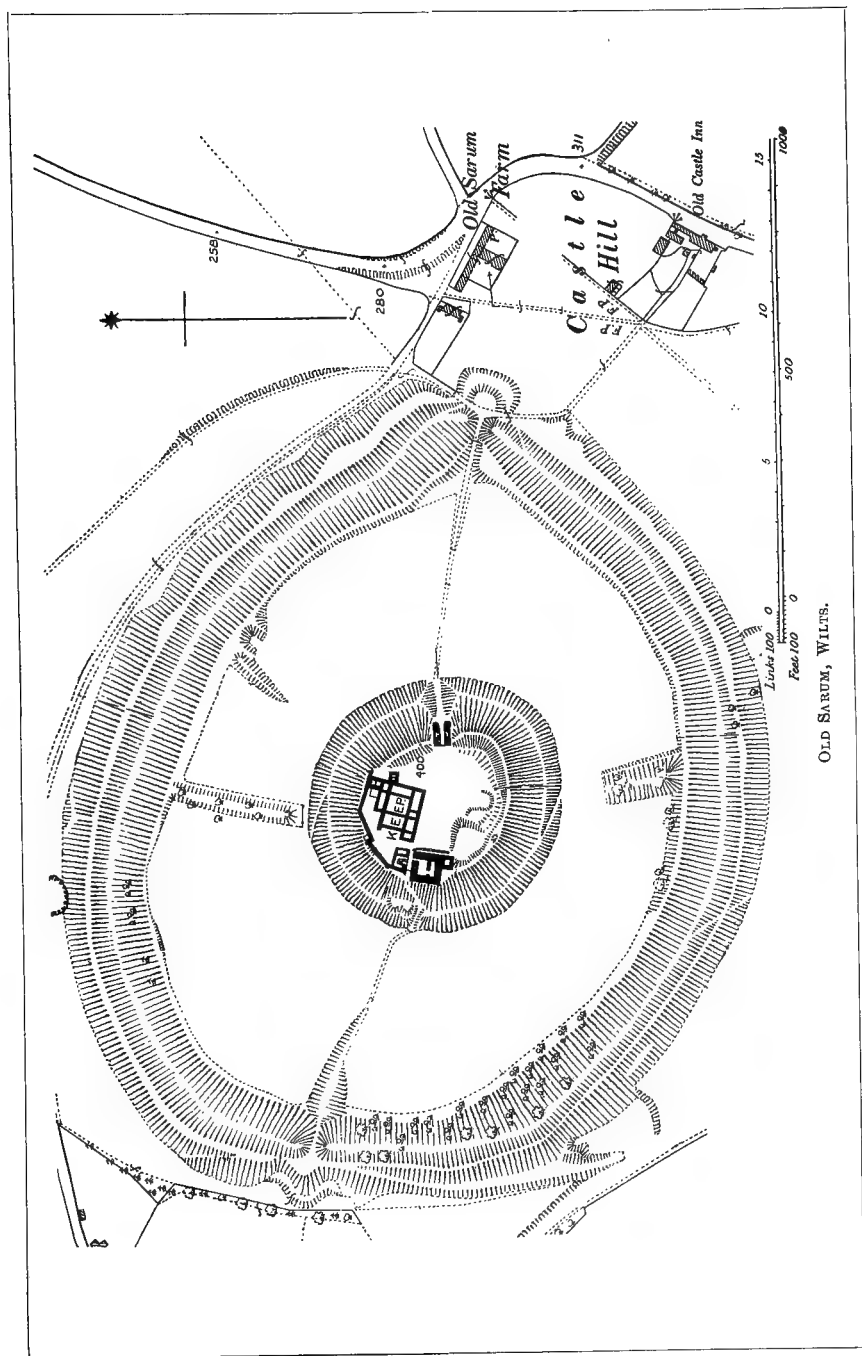 258
280
Old Sarum
Farm
311
Castle
Hill
F.P.
F.P.
Old Castle Inn
400
KEEP
Links 100 0 5 10 15
Feet 100 0 500 1000
OLD SARUM, WILTS.